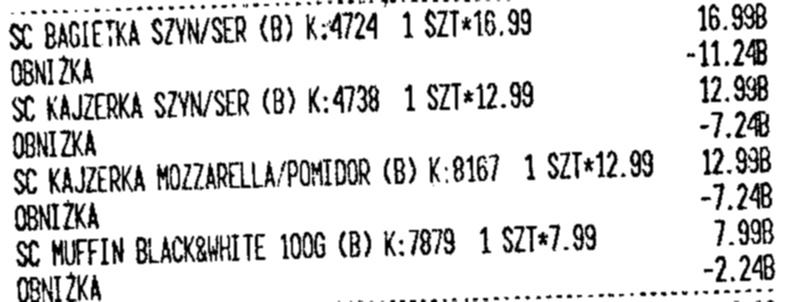 SC BAGIETKA SZYN/SER (B) K:4724 1 SZT*16.99 16.99B
OBNIŻKA -11.24B
SC KAJZERKA SZYN/SER (B) K:4738 1 SZT*12.99 12.99B
OBNIŻKA -7.24B
SC KAJZERKA MOZZARELLA/POMIDOR (B) K:8167 1 SZT*12.99 12.99B
OBNIŻKA -7.24B
SC MUFFIN BLACK&WHITE 100G (B) K:7879 1 SZT*7.99 7.99B
OBNIŻKA -2.24B